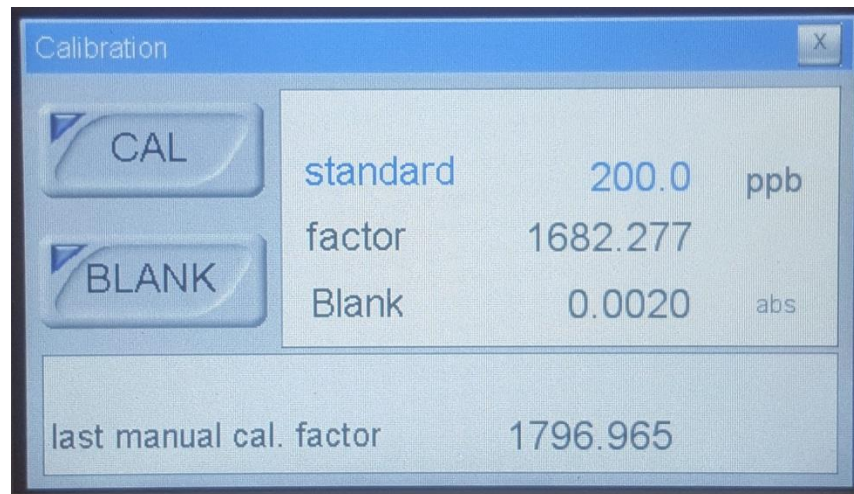 Calibration X
CAL
standard 200.0 ppb
factor 1682.277
BLANK
Blank 0.0020 abs
last manual cal. factor 1796.965